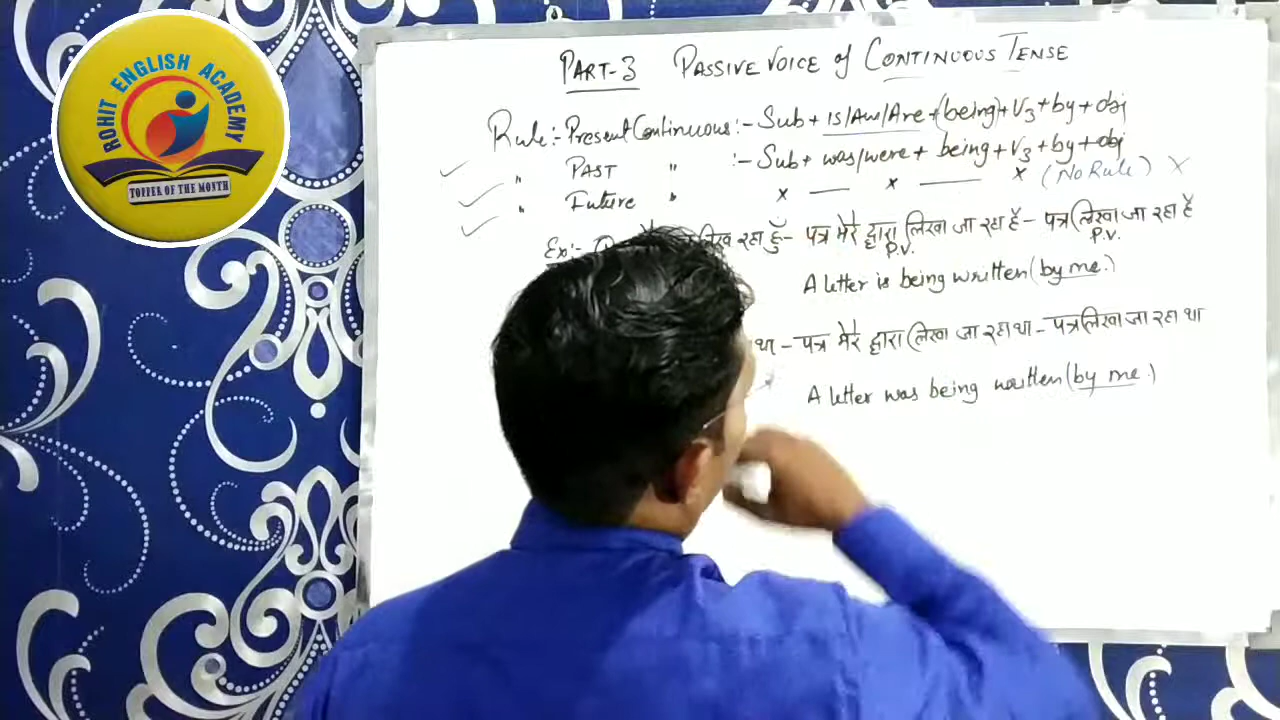 ROHIT ENGLISH ACADEMY
TOPPER OF THE MONTH
PART-3 PASSIVE VOICE of CONTINUOUS TENSE
Rule:- Present Continuous:- Sub + is/Am/Are + (being) + V3 + by + obj
" PAST " :- Sub + was/were + being + V3 + by + obj
" Future " x — x — x (No Rule) x
Ex:- रहा हूँ - पत्र मेरे द्वारा लिखा जा रहा है - पत्र लिखा जा रहा है
P.V. P.V.
A letter is being written (by me.)
था - पत्र मेरे द्वारा लिखा जा रहा था - पत्र लिखा जा रहा था
A letter was being written (by me.)